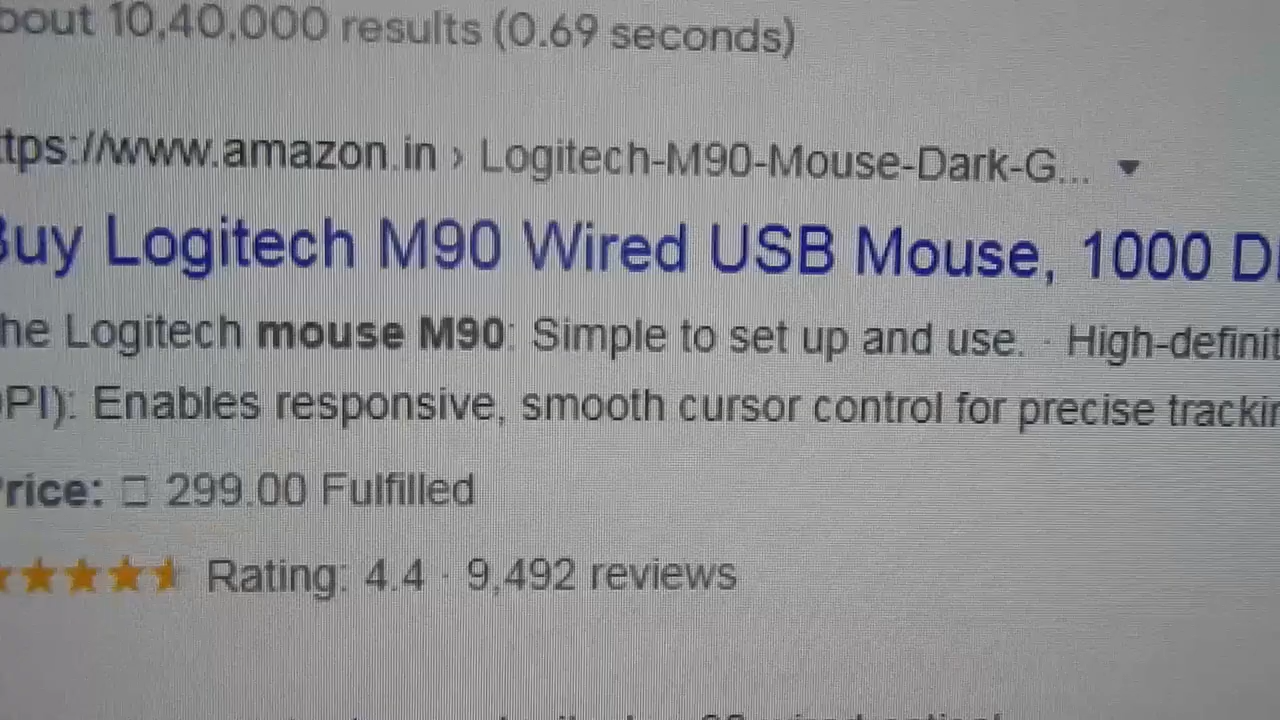 bout 10,40,000 results (0.69 seconds)
tps://www.amazon.in › Logitech-M90-Mouse-Dark-G...
Buy Logitech M90 Wired USB Mouse, 1000 D
he Logitech mouse M90: Simple to set up and use. · High-definit
PI): Enables responsive, smooth cursor control for precise trackin
rice: □ 299.00 Fulfilled
Rating: 4.4 · 9,492 reviews